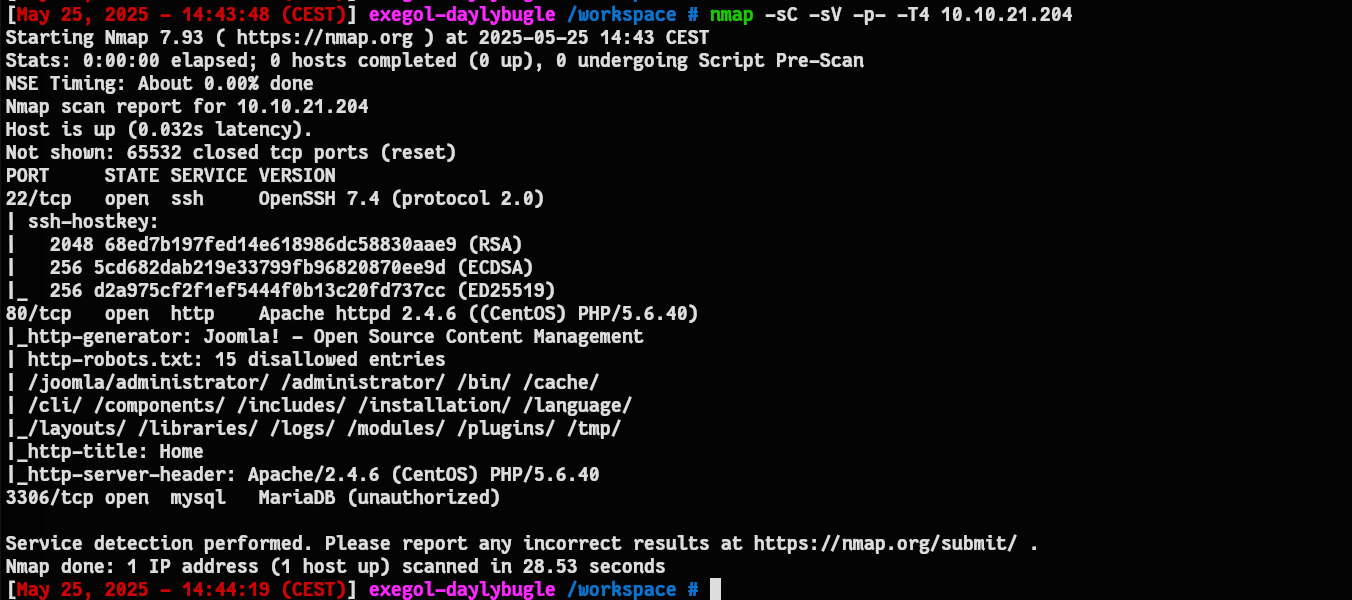 [May 25, 2025 - 14:43:48 (CEST)] exegol-daylybugle /workspace # nmap -sC -sV -p- -T4 10.10.21.204
Starting Nmap 7.93 ( https://nmap.org ) at 2025-05-25 14:43 CEST
Stats: 0:00:00 elapsed; 0 hosts completed (0 up), 0 undergoing Script Pre-Scan
NSE Timing: About 0.00% done
Nmap scan report for 10.10.21.204
Host is up (0.032s latency).
Not shown: 65532 closed tcp ports (reset)
PORT     STATE SERVICE VERSION
22/tcp   open  ssh     OpenSSH 7.4 (protocol 2.0)
| ssh-hostkey:
|   2048 68ed7b197fed14e618986dc58830aae9 (RSA)
|   256 5cd682dab219e33799fb96820870ee9d (ECDSA)
|_  256 d2a975cf2f1ef5444f0b13c20fd737cc (ED25519)
80/tcp   open  http    Apache httpd 2.4.6 ((CentOS) PHP/5.6.40)
|_http-generator: Joomla! - Open Source Content Management
| http-robots.txt: 15 disallowed entries
| /joomla/administrator/ /administrator/ /bin/ /cache/
| /cli/ /components/ /includes/ /installation/ /language/
|_/layouts/ /libraries/ /logs/ /modules/ /plugins/ /tmp/
|_http-title: Home
|_http-server-header: Apache/2.4.6 (CentOS) PHP/5.6.40
3306/tcp open  mysql   MariaDB (unauthorized)
Service detection performed. Please report any incorrect results at https://nmap.org/submit/ .
Nmap done: 1 IP address (1 host up) scanned in 28.53 seconds
[May 25, 2025 - 14:44:19 (CEST)] exegol-daylybugle /workspace #